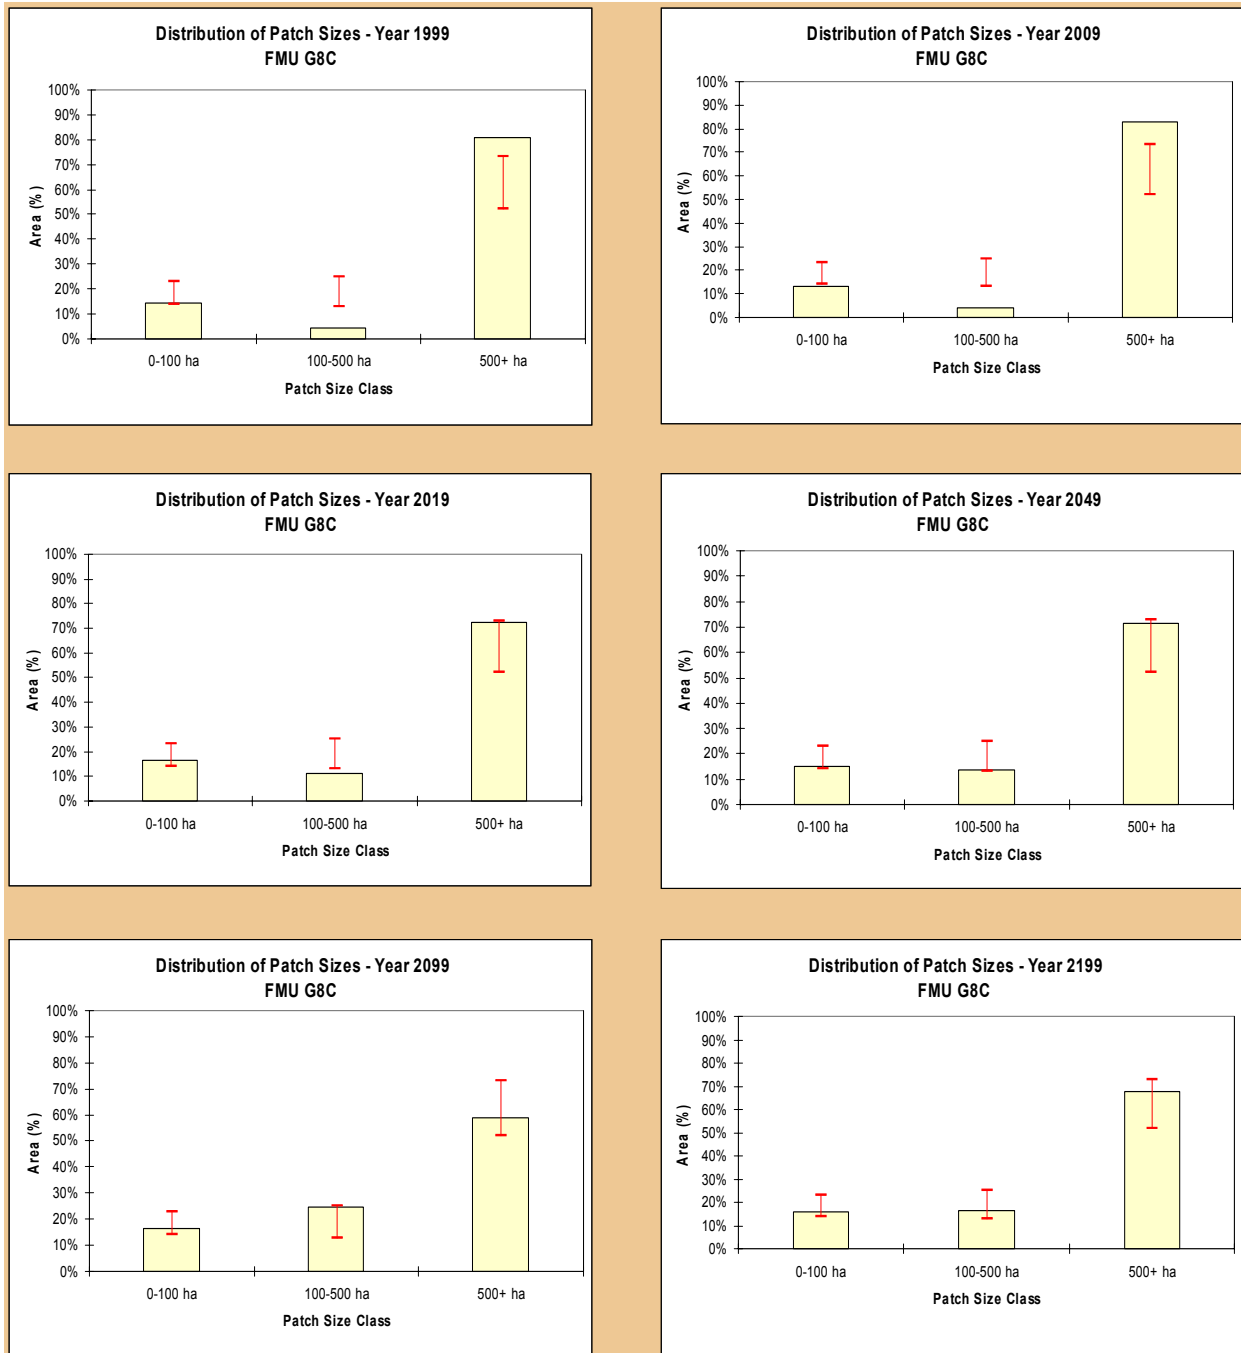 Distribution of Patch Sizes - Year 1999
FMU G8C
100%
90%
80%
70%
60%
50%
40%
30%
20%
10%
0%
Area (%)
0-100 ha
100-500 ha
500+ ha
Patch Size Class
Distribution of Patch Sizes - Year 2009
FMU G8C
100%
90%
80%
70%
60%
50%
40%
30%
20%
10%
0%
Area (%)
0-100 ha
100-500 ha
500+ ha
Patch Size Class
Distribution of Patch Sizes - Year 2019
FMU G8C
100%
90%
80%
70%
60%
50%
40%
30%
20%
10%
0%
Area (%)
0-100 ha
100-500 ha
500+ ha
Patch Size Class
Distribution of Patch Sizes - Year 2049
FMU G8C
100%
90%
80%
70%
60%
50%
40%
30%
20%
10%
0%
Area (%)
0-100 ha
100-500 ha
500+ ha
Patch Size Class
Distribution of Patch Sizes - Year 2099
FMU G8C
100%
90%
80%
70%
60%
50%
40%
30%
20%
10%
0%
Area (%)
0-100 ha
100-500 ha
500+ ha
Patch Size Class
Distribution of Patch Sizes - Year 2199
FMU G8C
100%
90%
80%
70%
60%
50%
40%
30%
20%
10%
0%
Area (%)
0-100 ha
100-500 ha
500+ ha
Patch Size Class